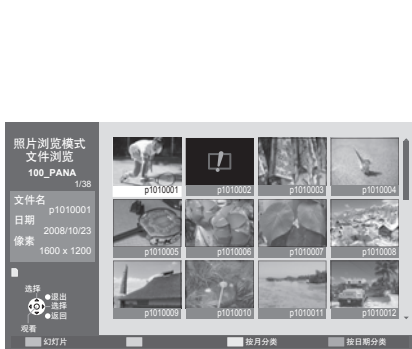 照片浏览模式
文件浏览
100_PANA
1/38
文件名
p1010001
日期
2008/10/23
像素
1600 x 1200
选择
退出
选择
返回
观看
p1010001 p1010002 p1010003 p1010004
p1010005 p1010006 p1010007 p1010008
p1010009 p1010010 p1010011 p1010012
幻灯片 按月分类 按日期分类